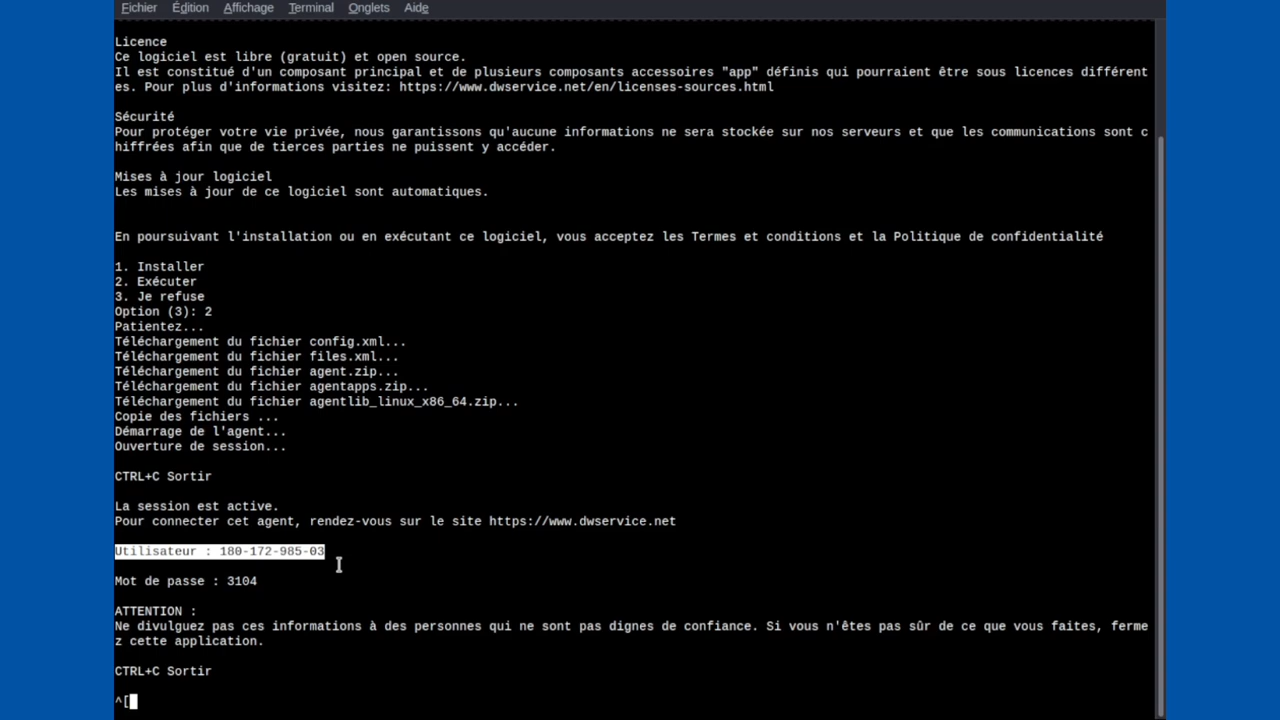 Fichier Édition Affichage Terminal Onglets Aide
Licence
Ce logiciel est libre (gratuit) et open source.
Il est constitué d'un composant principal et de plusieurs composants accessoires "app" définis qui pourraient être sous licences différent
es. Pour plus d'informations visitez: https://www.dwservice.net/en/licenses-sources.html
Sécurité
Pour protéger votre vie privée, nous garantissons qu'aucune informations ne sera stockée sur nos serveurs et que les communications sont c
hiffrées afin que de tierces parties ne puissent y accéder.
Mises à jour logiciel
Les mises à jour de ce logiciel sont automatiques.
En poursuivant l'installation ou en exécutant ce logiciel, vous acceptez les Termes et conditions et la Politique de confidentialité
1. Installer
2. Exécuter
3. Je refuse
Option (3): 2
Patientez...
Téléchargement du fichier config.xml...
Téléchargement du fichier files.xml...
Téléchargement du fichier agent.zip...
Téléchargement du fichier agentapps.zip...
Téléchargement du fichier agentlib_linux_x86_64.zip...
Copie des fichiers ...
Démarrage de l'agent...
Ouverture de session...
CTRL+C Sortir
La session est active.
Pour connecter cet agent, rendez-vous sur le site https://www.dwservice.net
Utilisateur : 180-172-985-03
Mot de passe : 3104
ATTENTION :
Ne divulguez pas ces informations à des personnes qui ne sont pas dignes de confiance. Si vous n'êtes pas sûr de ce que vous faites, ferme
z cette application.
CTRL+C Sortir
^[